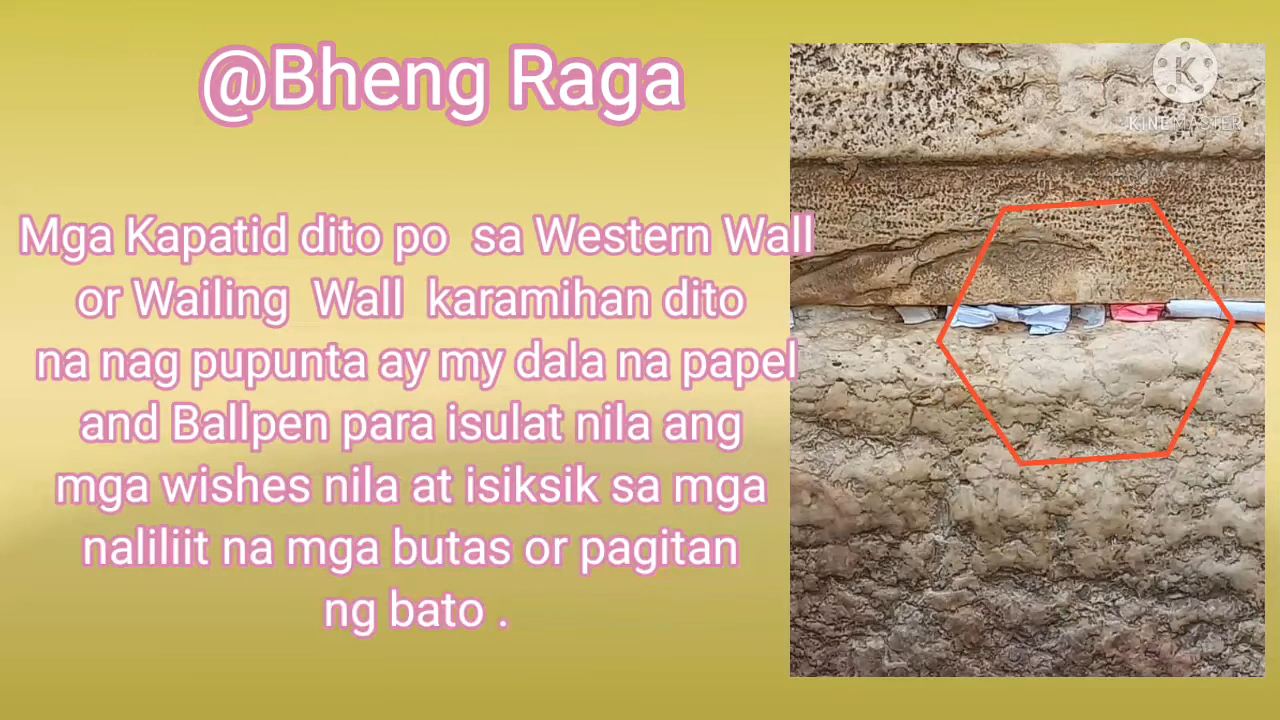 @Bheng Raga
Mga Kapatid dito po sa Western Wall
or Wailing Wall karamihan dito
na nag pupunta ay my dala na papel
and Ballpen para isulat nila ang
mga wishes nila at isiksik sa mga
naliliit na mga butas or pagitan
ng bato .
K
KINEMASTER